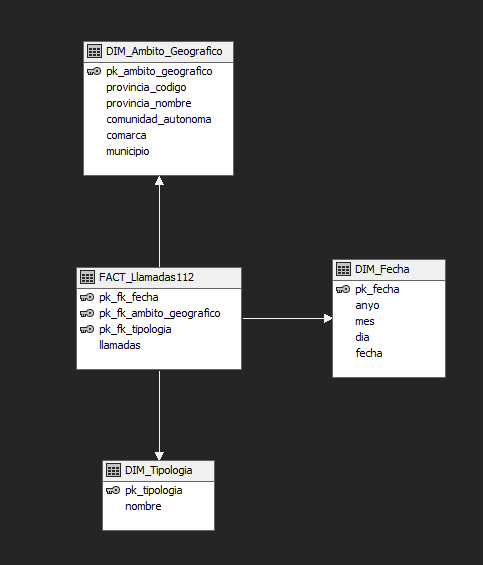 DIM_Ambito_Geografico
pk_ambito_geografico
provincia_codigo
provincia_nombre
comunidad_autonoma
comarca
municipio
FACT_Llamadas112
pk_fk_fecha
pk_fk_ambito_geografico
pk_fk_tipologia
llamadas
DIM_Fecha
pk_fecha
anyo
mes
dia
fecha
DIM_Tipologia
pk_tipologia
nombre